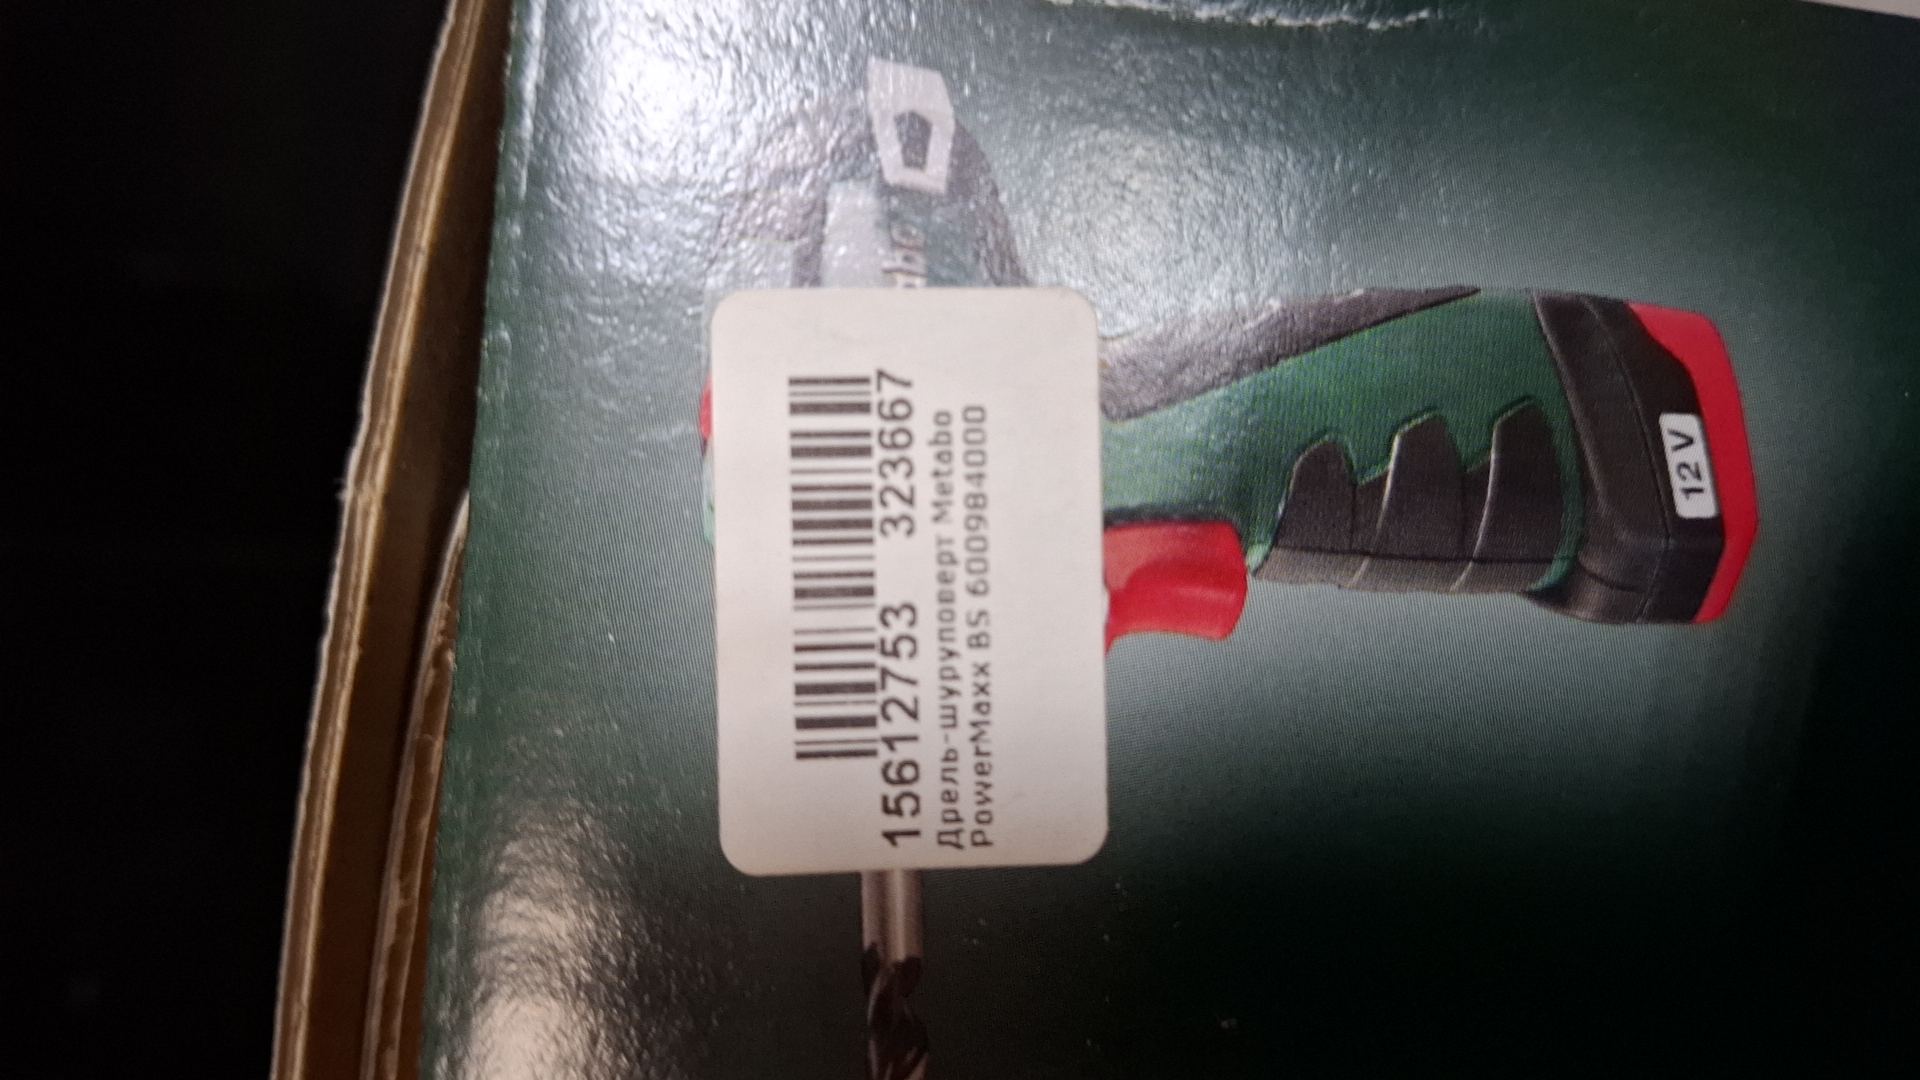 15612753 323667
Дрель-шуруповерт Metabo
PowerMaxx BS 600984000
12 V